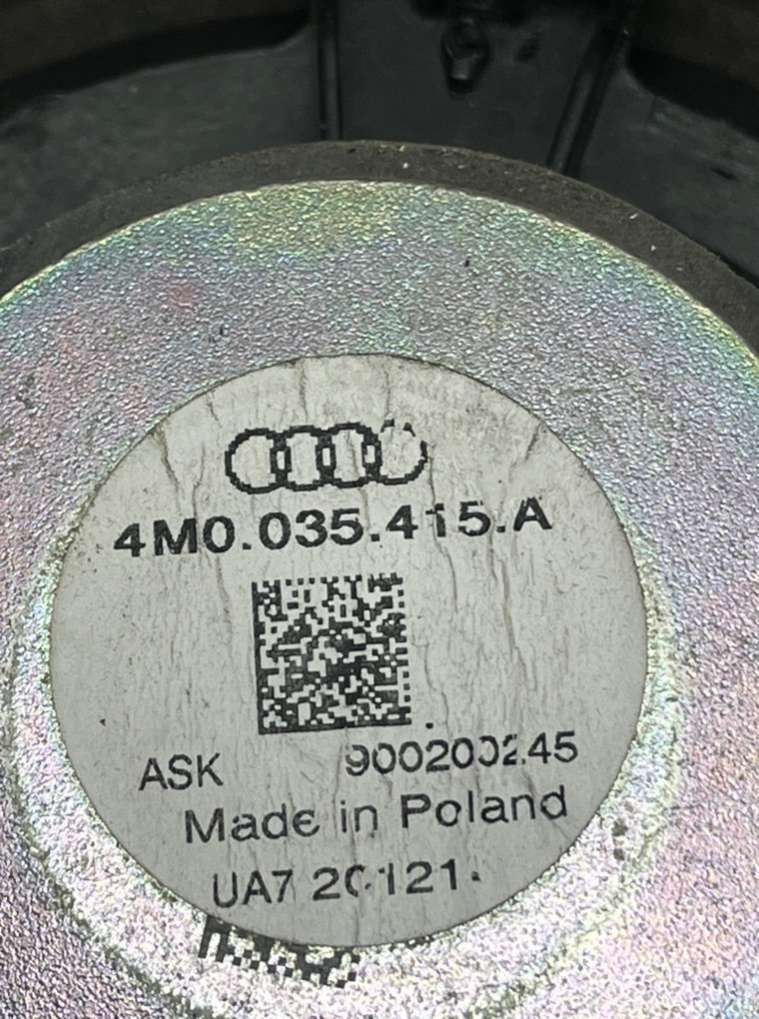 4M0.035.415.A
ASK 900200245
Made in Poland
UA7